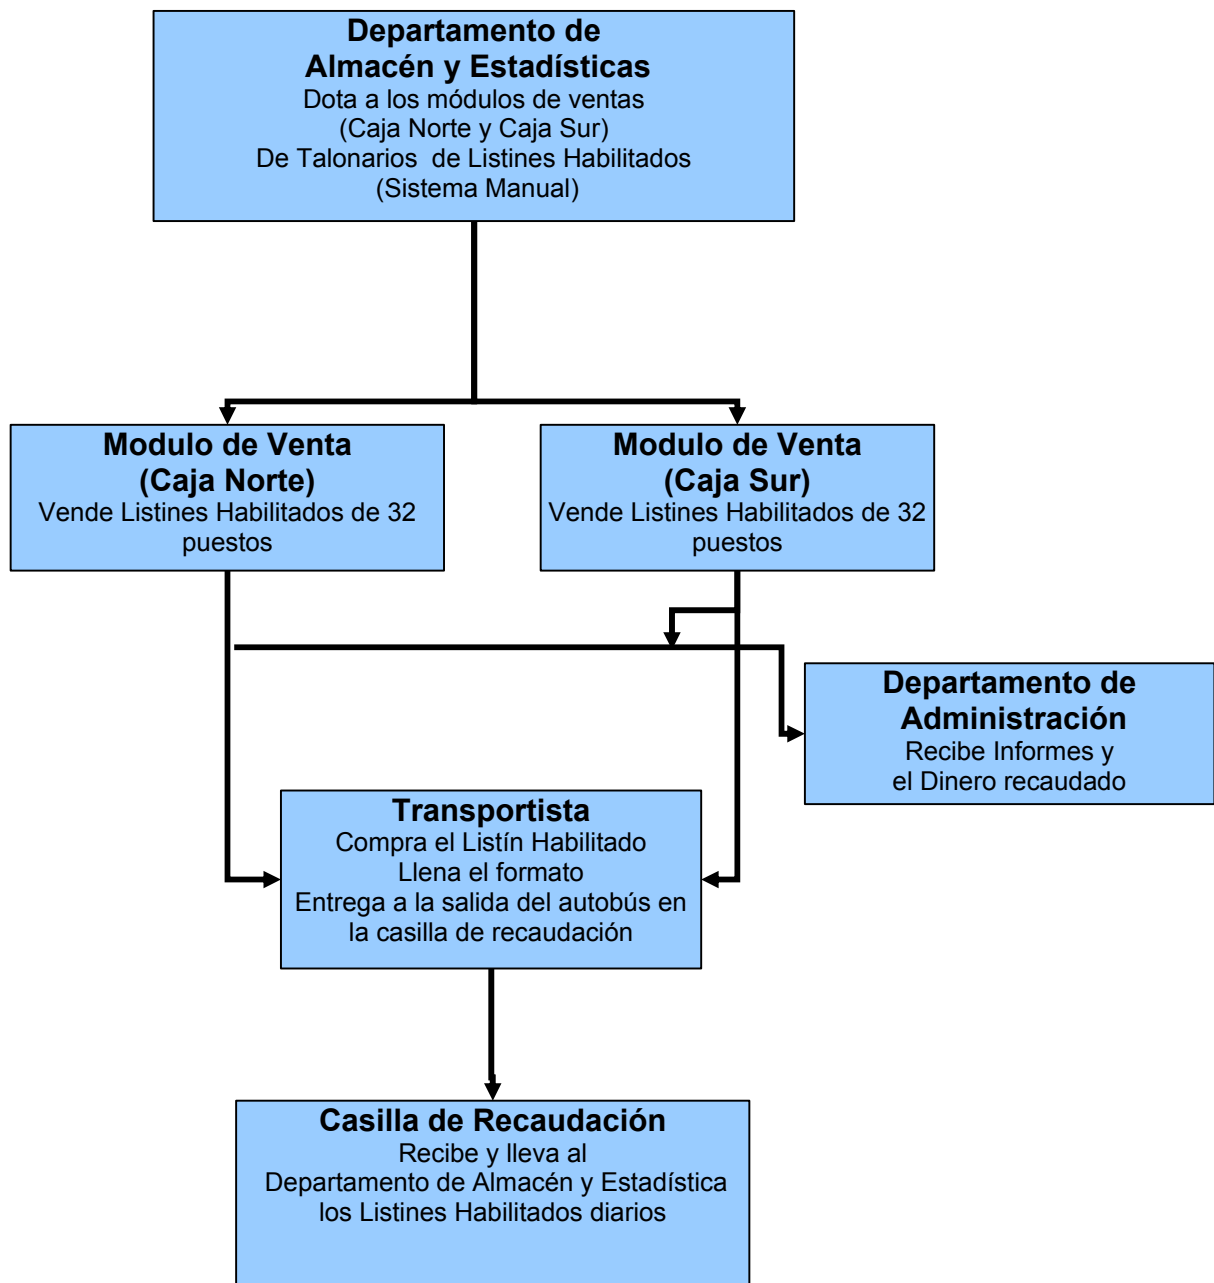 Departamento de
Almacén y Estadísticas
Dota a los módulos de ventas
(Caja Norte y Caja Sur)
De Talonarios de Listines Habilitados
(Sistema Manual)
Modulo de Venta
(Caja Norte)
Vende Listines Habilitados de 32
puestos
Modulo de Venta
(Caja Sur)
Vende Listines Habilitados de 32
puestos
Departamento de
Administración
Recibe Informes y
el Dinero recaudado
Transportista
Compra el Listín Habilitado
Llena el formato
Entrega a la salida del autobús en
la casilla de recaudación
Casilla de Recaudación
Recibe y lleva al
Departamento de Almacén y Estadística
los Listines Habilitados diarios